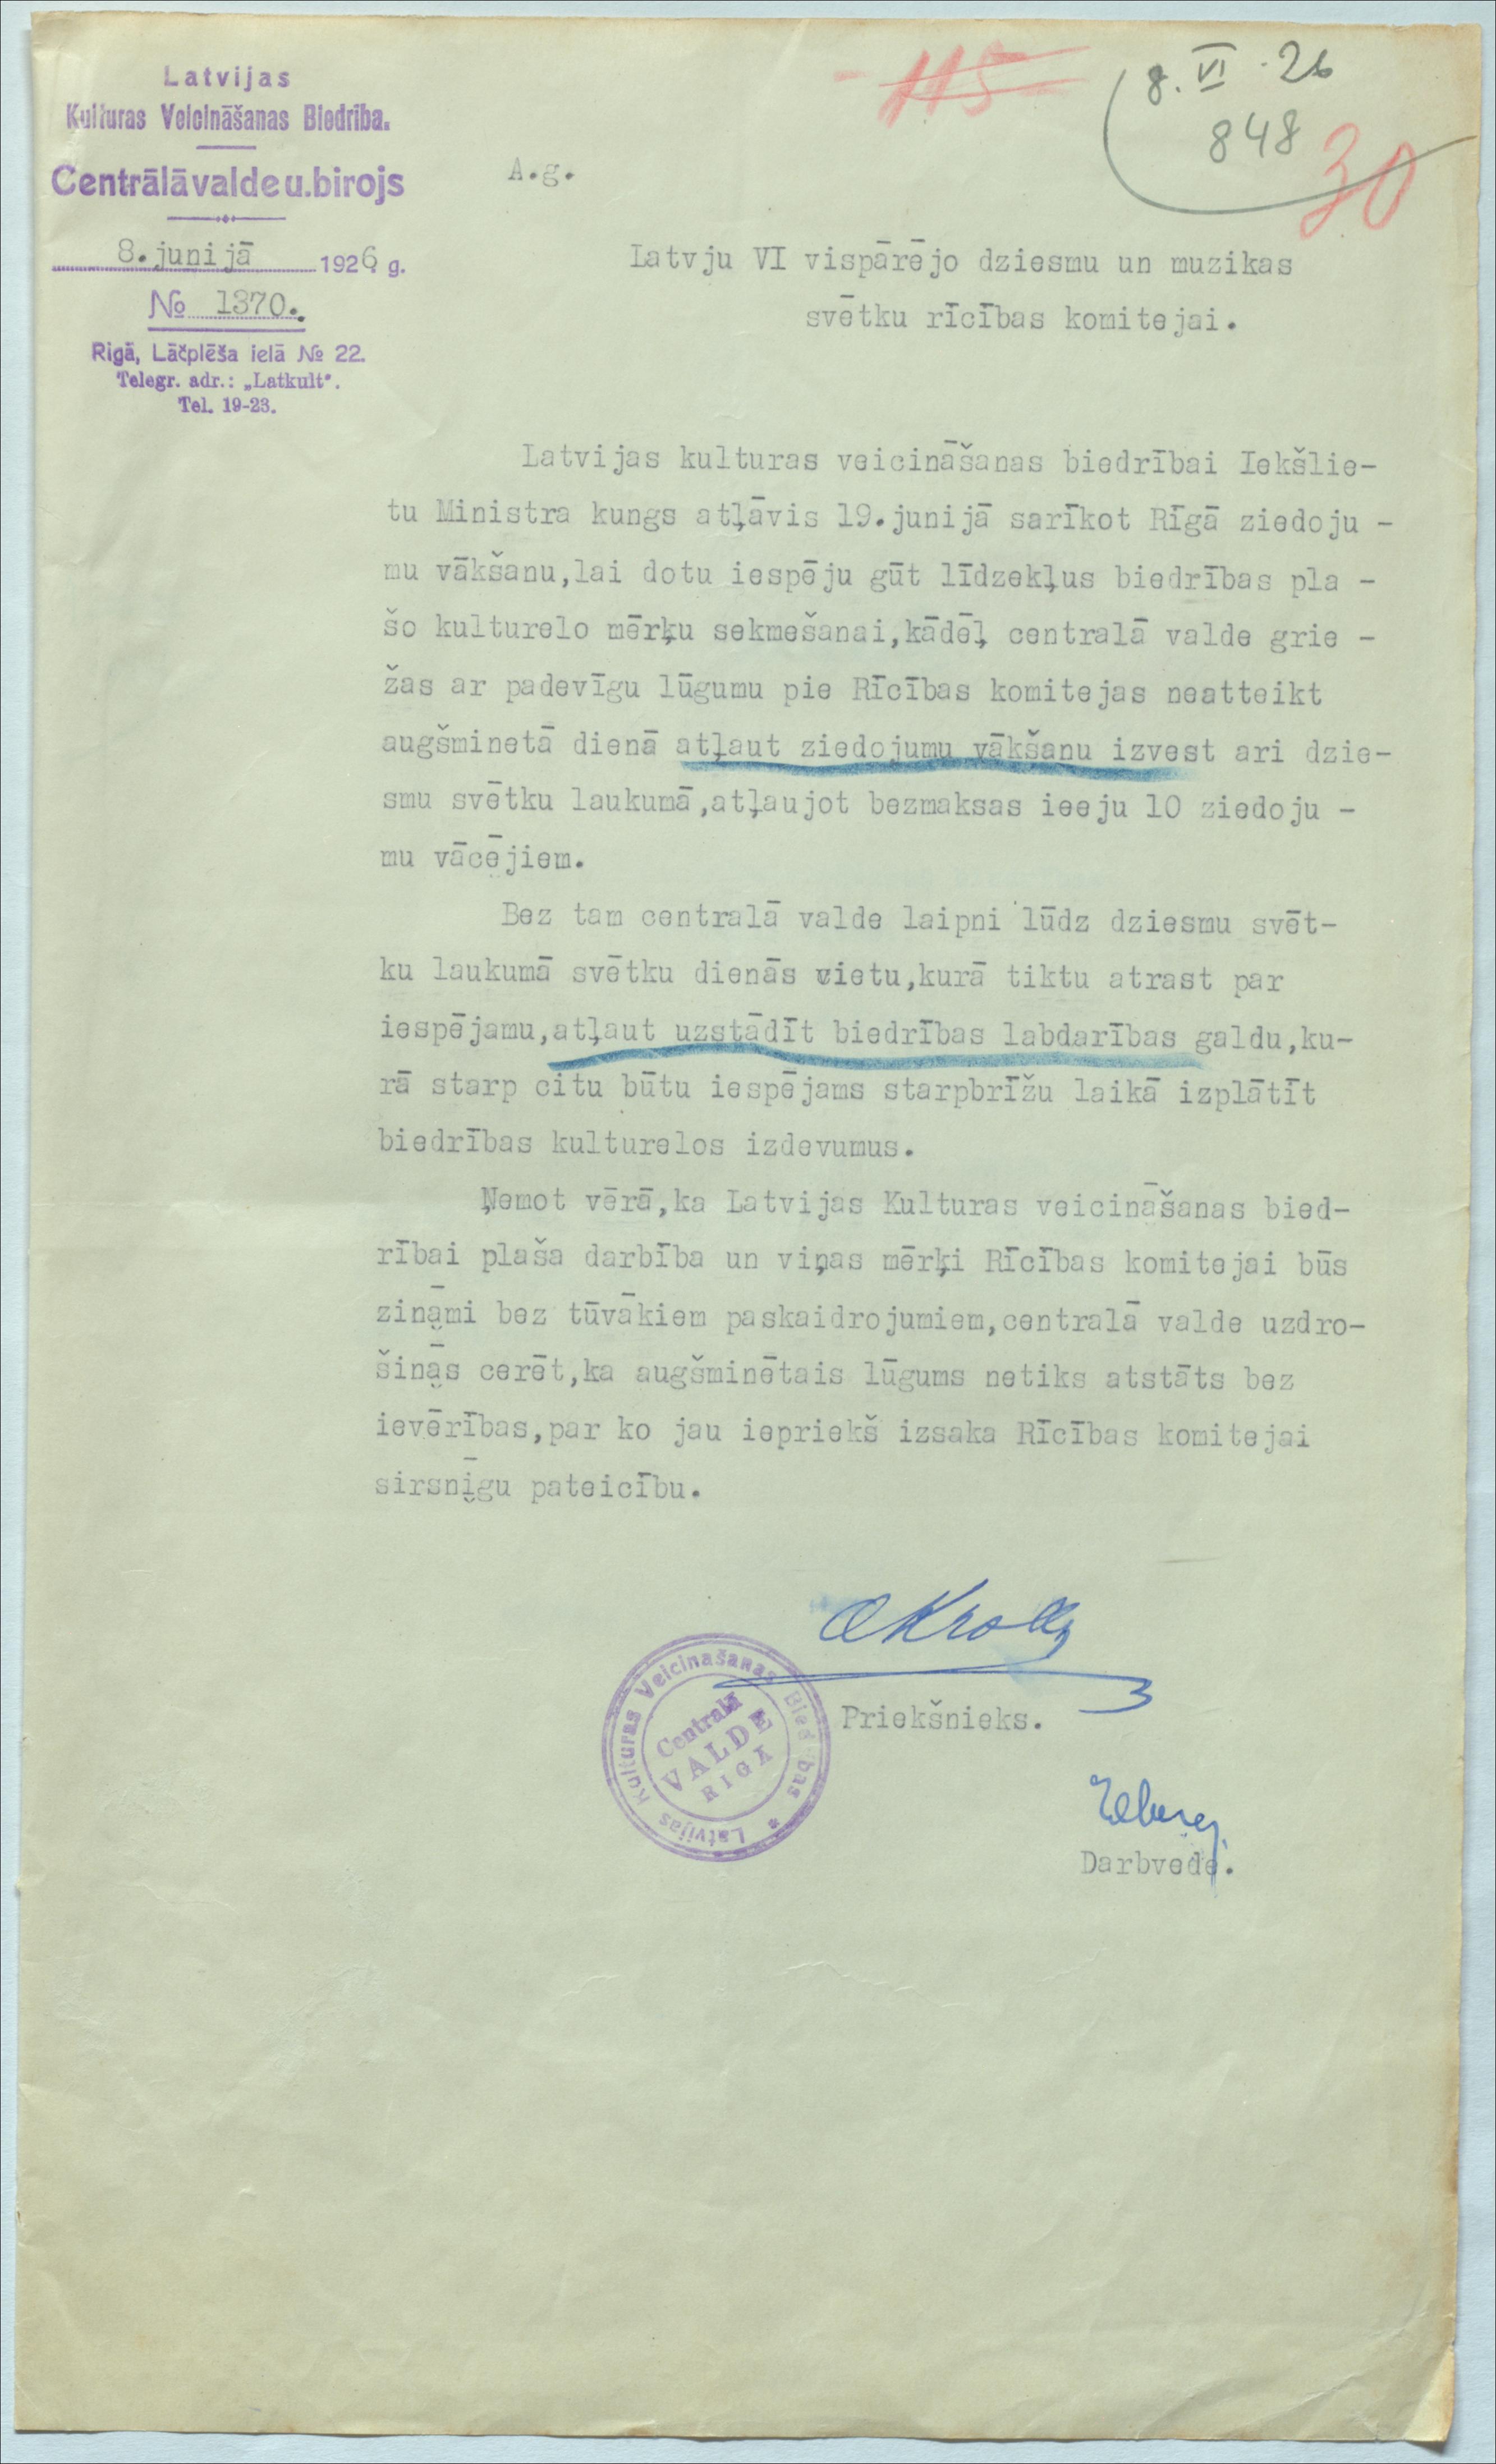 Latvijas
Kulturas Veicināšanas Biedrība.
Centrālā valde u. birojs
8. junijā 1926 g.
No 1370.
Rigā, Lāčplēša ielā № 22.
Telegr. adr.: „Latkult".
Tel. 19-23.
115
8. VI. 26
848
30
A.g.
Latvju VI vispārējo dziesmu un muzikas
svētku rīcības komitejai.
Latvijas kulturas veicināšanas biedrībai Iekšlie-
tu Ministra kungs atļāvis 19.junijā sarīkot Rīgā ziedoju -
mu vākšanu,lai dotu iespēju gūt līdzekļus biedrības pla -
šo kulturelo mērķu sekmešanai,kādēļ centralā valde grie -
žas ar padevīgu lūgumu pie Rīcības komitejas neatteikt
augšminetā dienā atļaut ziedojumu vākšanu izvest ari dzie-
smu svētku laukumā,atļaujot bezmaksas ieeju 10 ziedoju -
mu vācējiem.
Bez tam centralā valde laipni lūdz dziesmu svēt-
ku laukumā svētku dienās vietu,kurā tiktu atrast par
iespējamu,atļaut uzstādīt biedrības labdarības galdu,ku-
rā starp citu būtu iespējams starpbrīžu laikā izplātīt
biedrības kulturelos izdevumus.
Ņemot vērā,ka Latvijas Kulturas veicināšanas bied-
rībai plaša darbība un viņas mērķi Rīcības komitejai būs
zināmi bez tūvākiem paskaidrojumiem,centralā valde uzdro-
šinās cerēt,ka augšminētais lūgums netiks atstāts bez
ievērības,par ko jau iepriekš izsaka Rīcības komitejai
sirsnīgu pateicību.
Latvijas Kulturas Veicinašanas Biedrības
Centralā
VALDE
RIGĀ
Priekšnieks.
Darbvede.